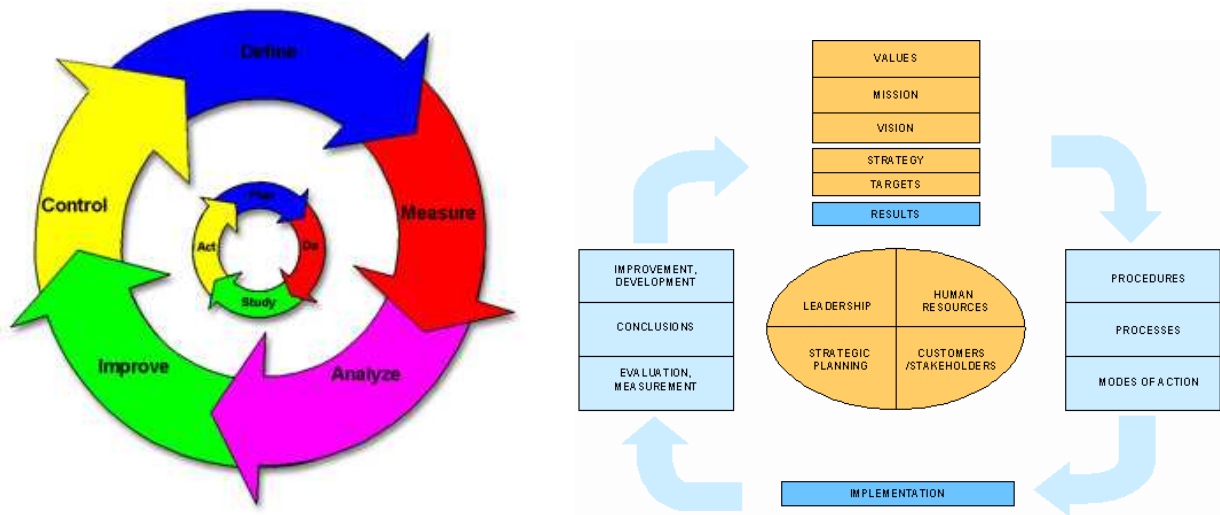 Define
Measure
Analyze
Improve
Control
Plan
Do
Study
Act
VALUES
MISSION
VISION
STRATEGY
TARGETS
RESULTS
IMPROVEMENT,
DEVELOPMENT
CONCLUSIONS
EVALUATION,
MEASUREMENT
LEADERSHIP
HUMAN
RESOURCES
STRATEGIC
PLANNING
CUSTOMERS
/STAKEHOLDERS
PROCEDURES
PROCESSES
MODES OF ACTION
IMPLEMENTATION